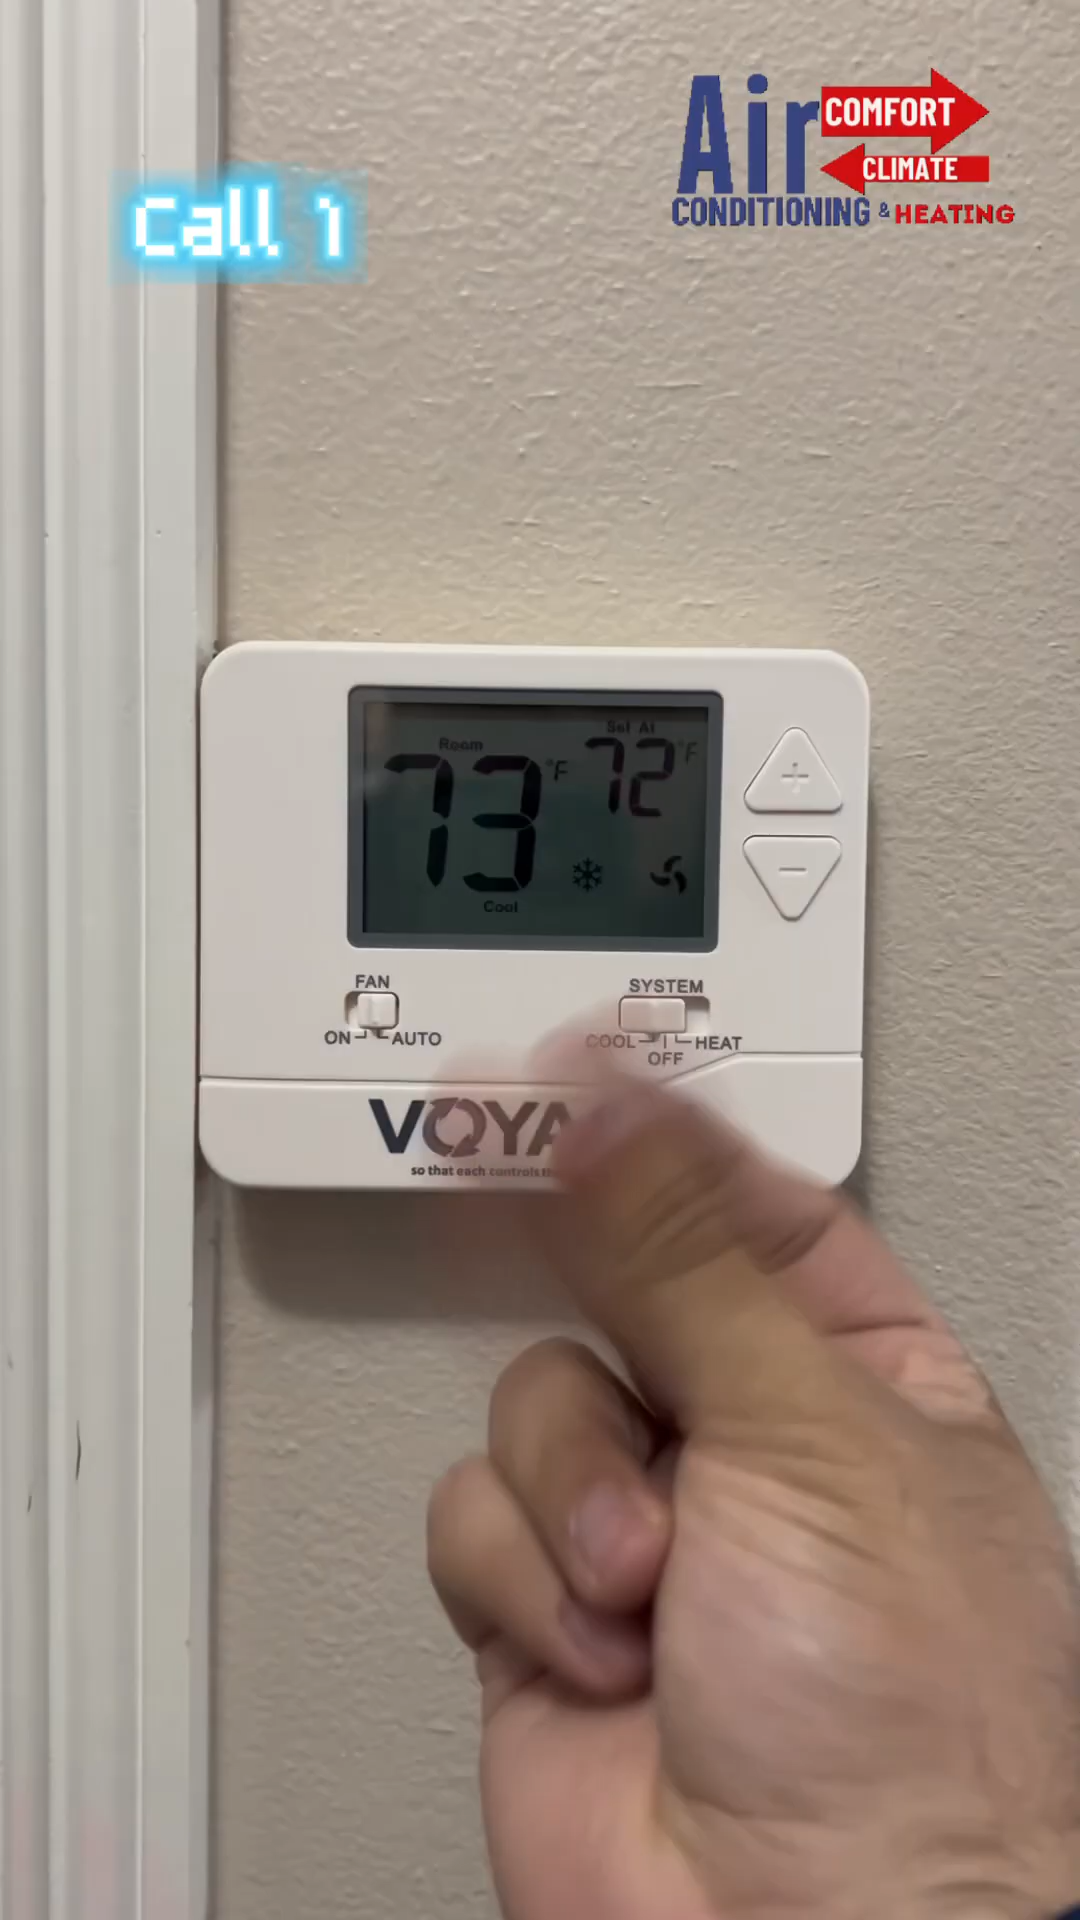 Air COMFORT
CLIMATE
CONDITIONING & HEATING
Call 1
Room
73°F
Set At
72°F
Cool
FAN
ON AUTO
SYSTEM
COOL OFF HEAT
VOYA
so that each controls